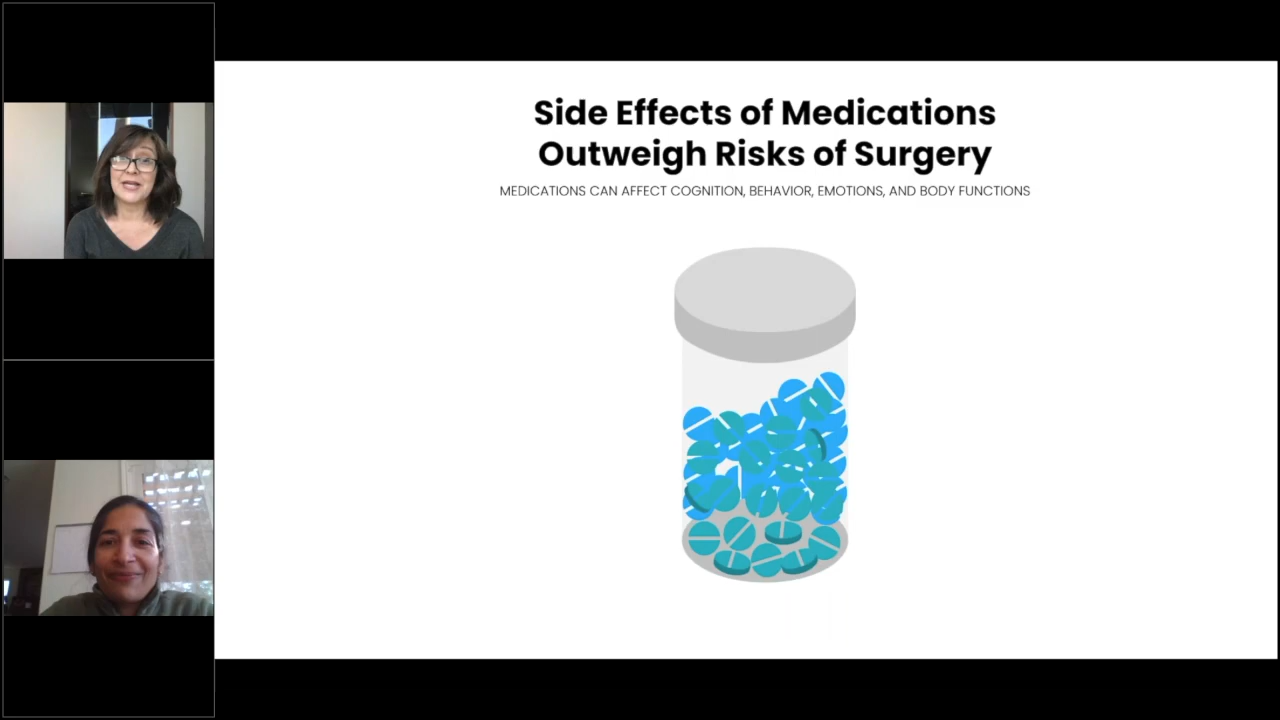 Side Effects of Medications
Outweigh Risks of Surgery
MEDICATIONS CAN AFFECT COGNITION, BEHAVIOR, EMOTIONS, AND BODY FUNCTIONS